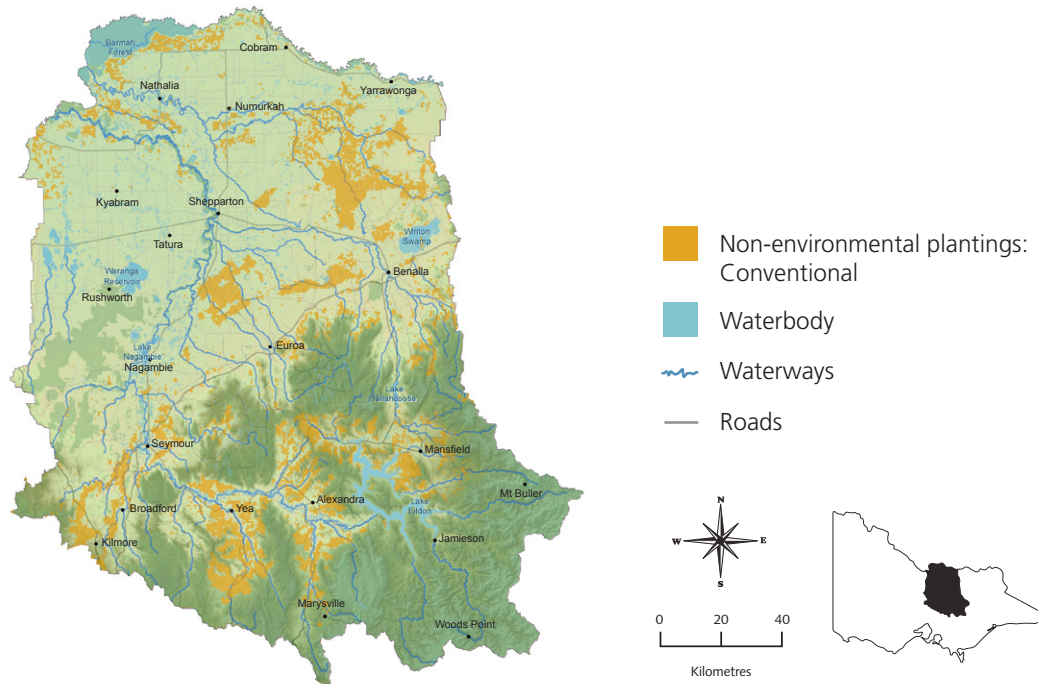 Barmah
Forest
Cobram
Nathalia
Yarrawonga
Numurkah
Kyabram
Shepparton
Tatura
Winton
Swamp
Waranga
Reservoir
Benalla
Rushworth
Lake
Nagambie
Nagambie
Euroa
Lake
Nillahcootie
Seymour
Mansfield
Mt Buller
Broadford
Yea
Alexandra
Lake
Eildon
Kilmore
Jamieson
Marysville
Woods Point
Non-environmental plantings:
Conventional
Waterbody
Waterways
Roads
N
W
E
S
0 20 40
Kilometres